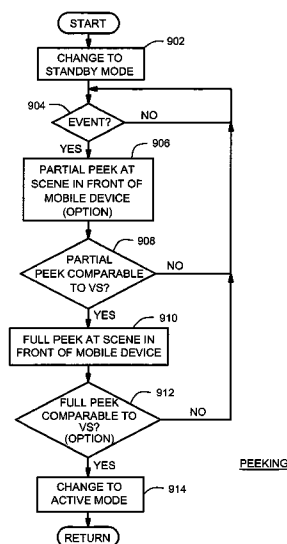 START
CHANGE TO
STANDBY MODE
902
904
EVENT?
NO
YES
906
PARTIAL PEEK AT
SCENE IN FRONT OF
MOBILE DEVICE
(OPTION)
908
PARTIAL
PEEK COMPARABLE
TO VS?
NO
YES
910
FULL PEEK AT SCENE IN
FRONT OF MOBILE DEVICE
912
FULL PEEK
COMPARABLE TO
VS?
(OPTION)
NO
YES
PEEKING
CHANGE TO
ACTIVE MODE
914
RETURN